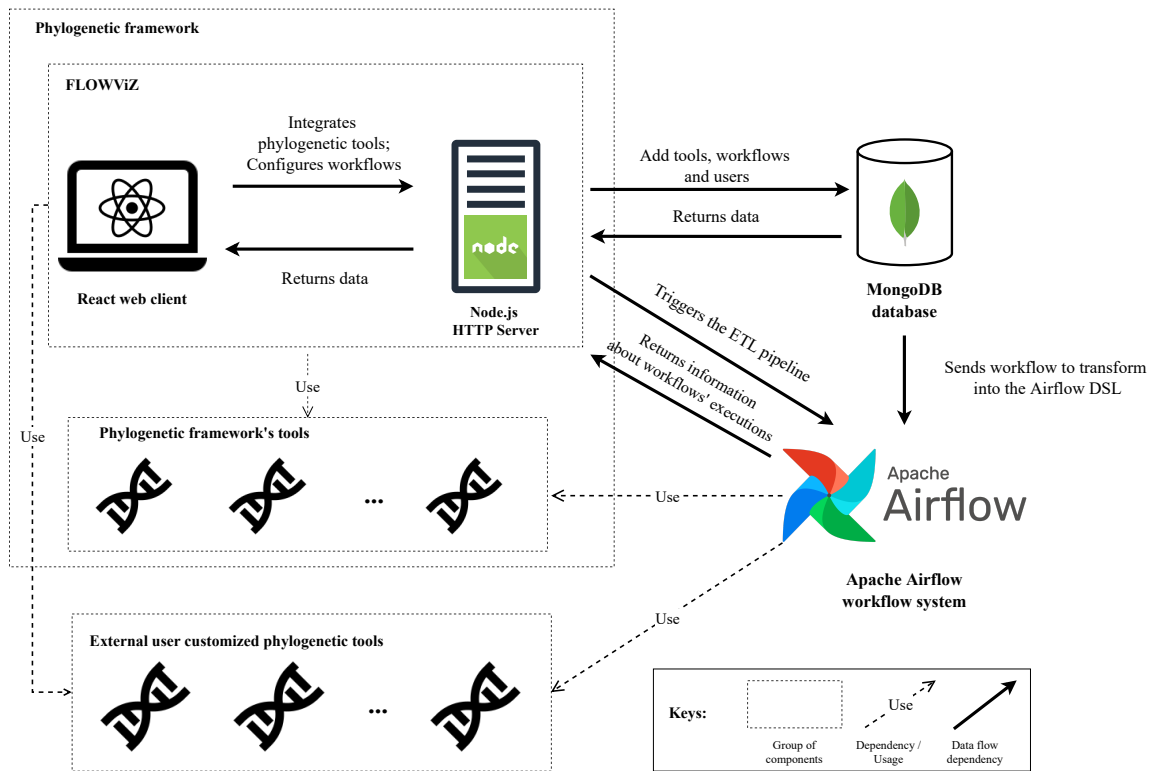 Phylogenetic framework
FLOWViZ
Integrates
phylogenetic tools;
Configures workflows
Returns data
React web client
node
Node.js
HTTP Server
Add tools, workflows
and users
Returns data
MongoDB
database
Triggers the ETL pipeline
Returns information
about workflows' executions
Sends workflow to transform
into the Airflow DSL
Use
Use
Phylogenetic framework's tools
...
Use
Apache
Airflow
Apache Airflow
workflow system
Use
External user customized phylogenetic tools
...
Keys:
Use
Group of
components
Dependency /
Usage
Data flow
dependency